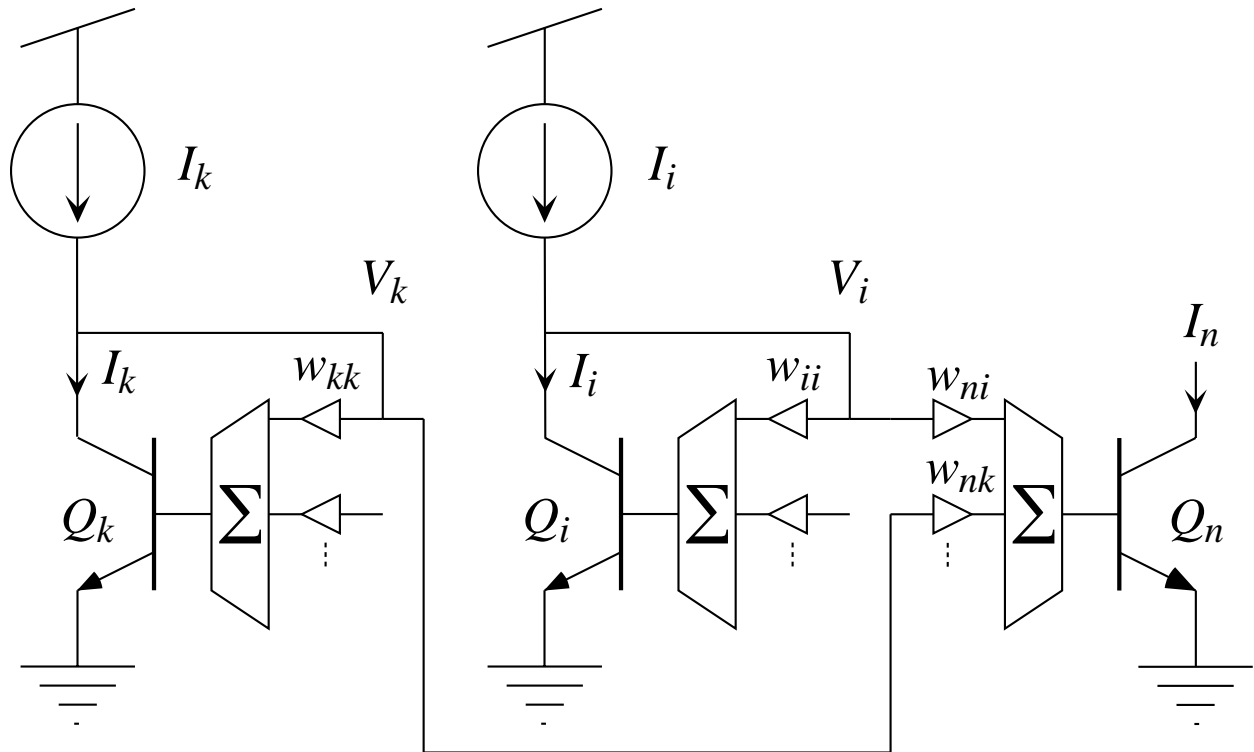 I_k
I_i
V_k
V_i
I_n
I_k
w_kk
I_i
w_ii
w_ni
w_nk
Q_k
Σ
Q_i
Σ
Σ
Q_n